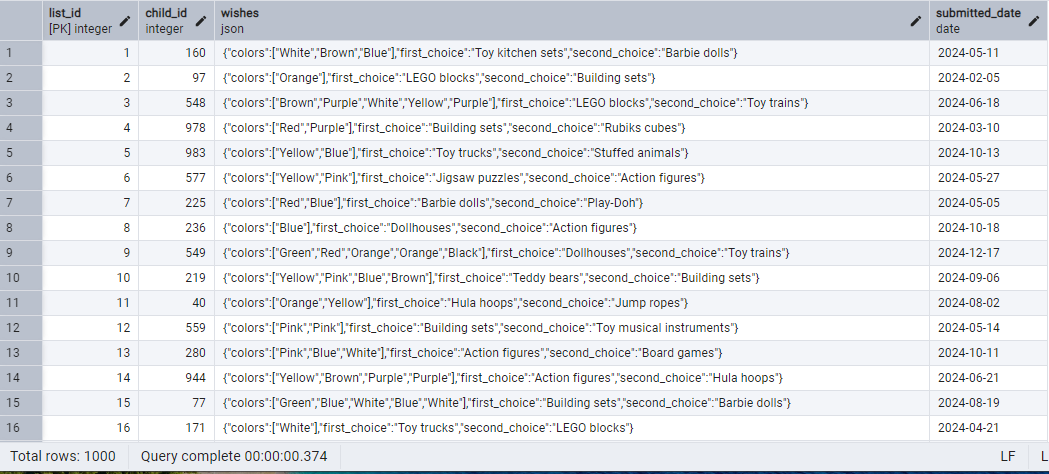 list_id child_id wishes submitted_date
[PK] integer integer json date
1 1 160 {"colors":["White","Brown","Blue"],"first_choice":"Toy kitchen sets","second_choice":"Barbie dolls"} 2024-05-11
2 2 97 {"colors":["Orange"],"first_choice":"LEGO blocks","second_choice":"Building sets"} 2024-02-05
3 3 548 {"colors":["Brown","Purple","White","Yellow","Purple"],"first_choice":"LEGO blocks","second_choice":"Toy trains"} 2024-06-18
4 4 978 {"colors":["Red","Purple"],"first_choice":"Building sets","second_choice":"Rubiks cubes"} 2024-03-10
5 5 983 {"colors":["Yellow","Blue"],"first_choice":"Toy trucks","second_choice":"Stuffed animals"} 2024-10-13
6 6 577 {"colors":["Yellow","Pink"],"first_choice":"Jigsaw puzzles","second_choice":"Action figures"} 2024-05-27
7 7 225 {"colors":["Red","Blue"],"first_choice":"Barbie dolls","second_choice":"Play-Doh"} 2024-05-05
8 8 236 {"colors":["Blue"],"first_choice":"Dollhouses","second_choice":"Action figures"} 2024-10-18
9 9 549 {"colors":["Green","Red","Orange","Orange","Black"],"first_choice":"Dollhouses","second_choice":"Toy trains"} 2024-12-17
10 10 219 {"colors":["Yellow","Pink","Blue","Brown"],"first_choice":"Teddy bears","second_choice":"Building sets"} 2024-09-06
11 11 40 {"colors":["Orange","Yellow"],"first_choice":"Hula hoops","second_choice":"Jump ropes"} 2024-08-02
12 12 559 {"colors":["Pink","Pink"],"first_choice":"Building sets","second_choice":"Toy musical instruments"} 2024-05-14
13 13 280 {"colors":["Pink","Blue","White"],"first_choice":"Action figures","second_choice":"Board games"} 2024-10-11
14 14 944 {"colors":["Yellow","Brown","Purple","Purple"],"first_choice":"Action figures","second_choice":"Hula hoops"} 2024-06-21
15 15 77 {"colors":["Green","Blue","White","Blue","White"],"first_choice":"Building sets","second_choice":"Barbie dolls"} 2024-08-19
16 16 171 {"colors":["White"],"first_choice":"Toy trucks","second_choice":"LEGO blocks"} 2024-04-21
Total rows: 1000 Query complete 00:00:00.374 LF L